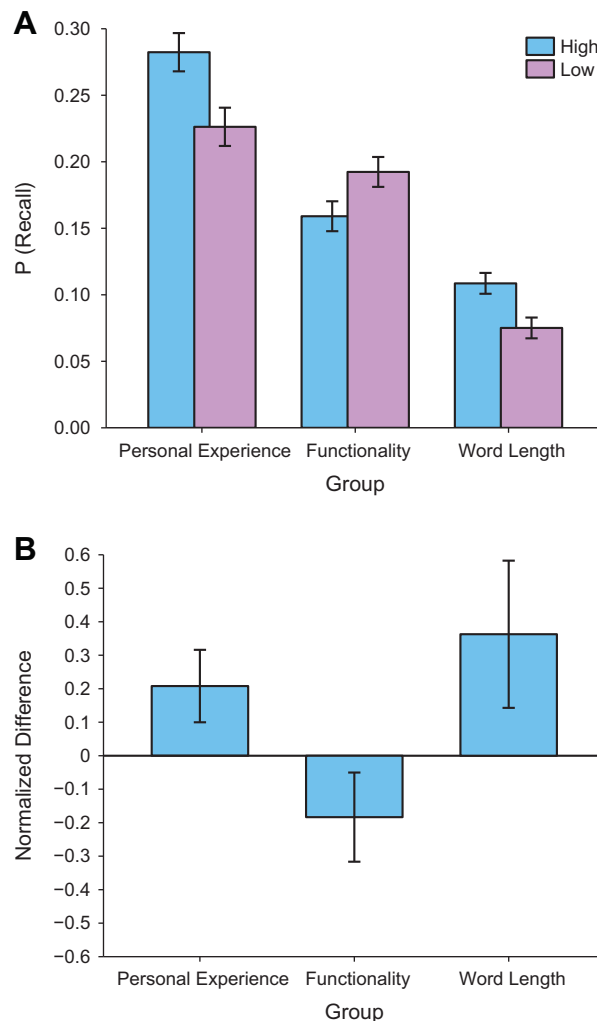 A
0.30
0.25
0.20
0.15
0.10
0.05
0.00
P (Recall)
High
Low
Personal Experience
Functionality
Word Length
Group
B
0.6
0.5
0.4
0.3
0.2
0.1
0
−0.1
−0.2
−0.3
−0.4
−0.5
−0.6
Normalized Difference
Personal Experience
Functionality
Word Length
Group